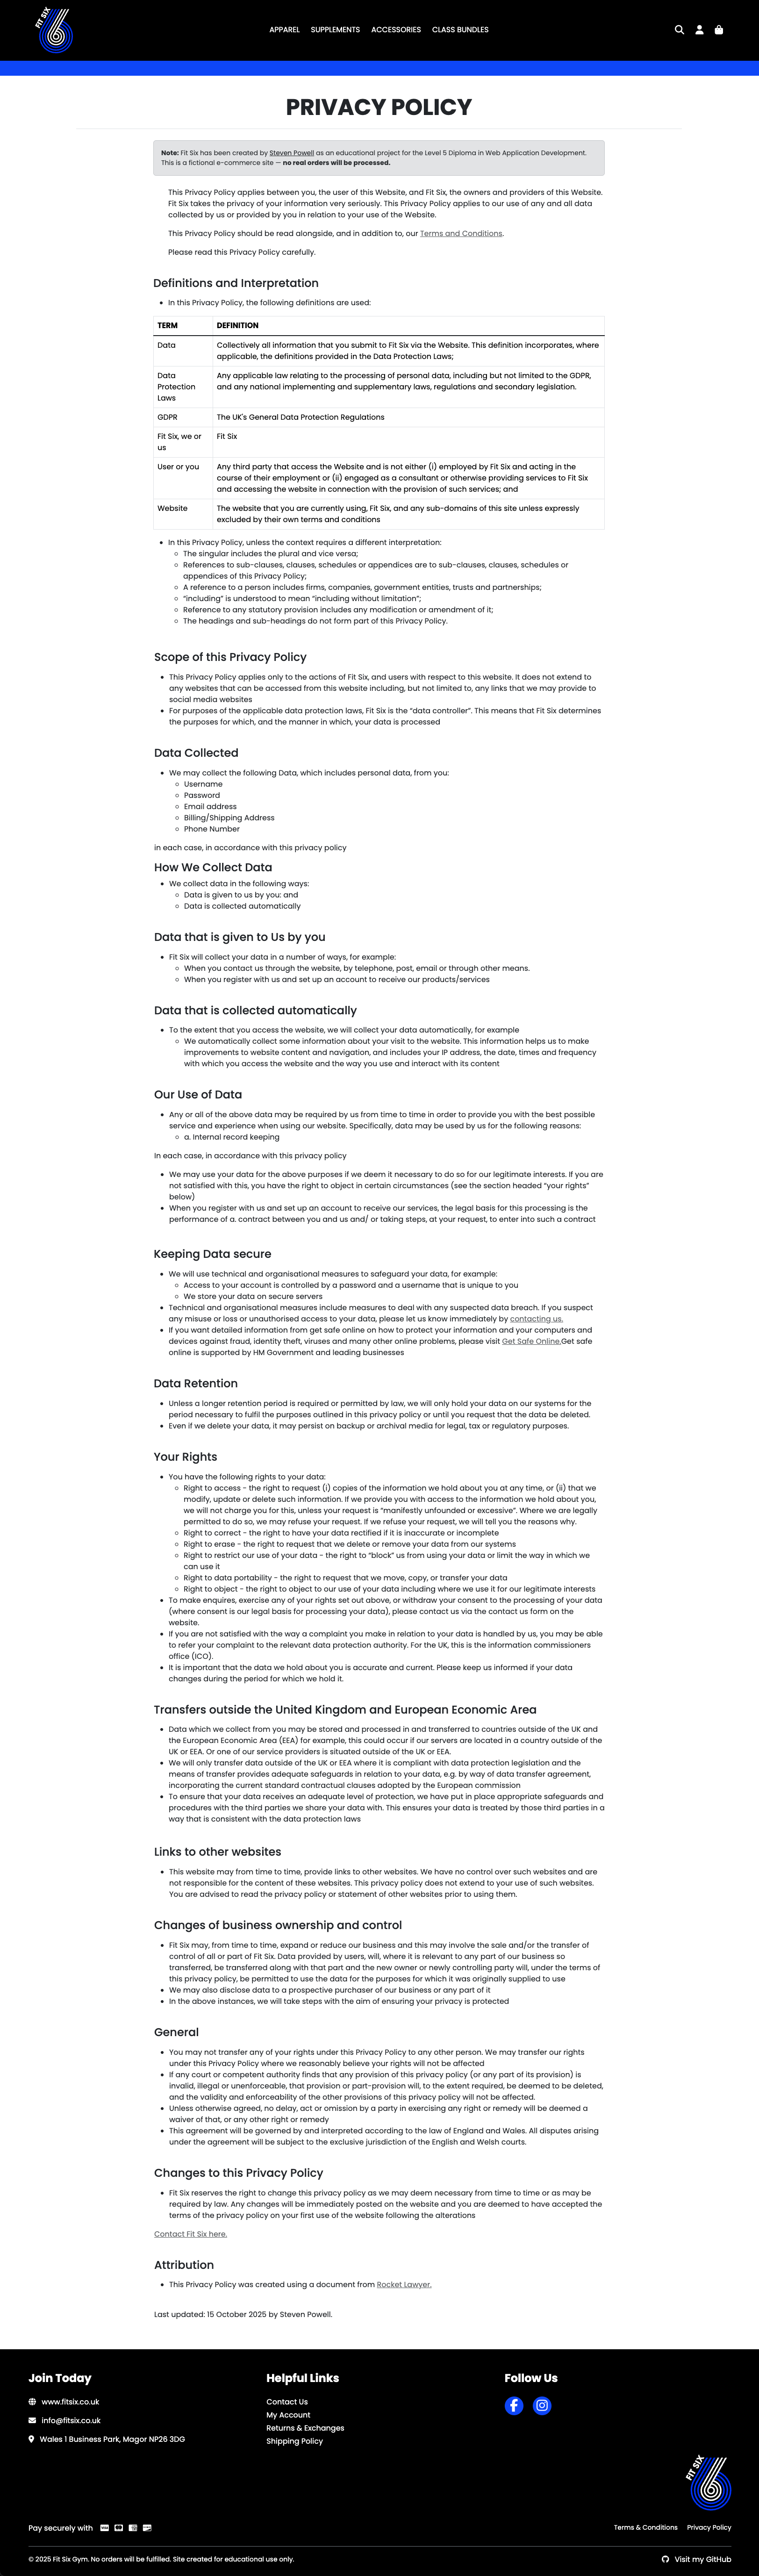 FIT SIX
APPAREL SUPPLEMENTS ACCESSORIES CLASS BUNDLES
PRIVACY POLICY
Note: Fit Six has been created by Steven Powell as an educational project for the Level 5 Diploma in Web Application Development.
This is a fictional e-commerce site — no real orders will be processed.
This Privacy Policy applies between you, the user of this Website, and Fit Six, the owners and providers of this Website.
Fit Six takes the privacy of your information very seriously. This Privacy Policy applies to our use of any and all data
collected by us or provided by you in relation to your use of the Website.
This Privacy Policy should be read alongside, and in addition to, our Terms and Conditions.
Please read this Privacy Policy carefully.
Definitions and Interpretation
• In this Privacy Policy, the following definitions are used:
TERM DEFINITION
Data Collectively all information that you submit to Fit Six via the Website. This definition incorporates, where
applicable, the definitions provided in the Data Protection Laws;
Data Any applicable law relating to the processing of personal data, including but not limited to the GDPR,
Protection and any national implementing and supplementary laws, regulations and secondary legislation.
Laws
GDPR The UK's General Data Protection Regulations
Fit Six, we or Fit Six
us
User or you Any third party that access the Website and is not either (i) employed by Fit Six and acting in the
course of their employment or (ii) engaged as a consultant or otherwise providing services to Fit Six
and accessing the website in connection with the provision of such services; and
Website The website that you are currently using, Fit Six, and any sub-domains of this site unless expressly
excluded by their own terms and conditions
• In this Privacy Policy, unless the context requires a different interpretation:
◦ The singular includes the plural and vice versa;
◦ References to sub-clauses, clauses, schedules or appendices are to sub-clauses, clauses, schedules or
appendices of this Privacy Policy;
◦ A reference to a person includes firms, companies, government entities, trusts and partnerships;
◦ “including” is understood to mean “including without limitation”;
◦ Reference to any statutory provision includes any modification or amendment of it;
◦ The headings and sub-headings do not form part of this Privacy Policy.
Scope of this Privacy Policy
• This Privacy Policy applies only to the actions of Fit Six, and users with respect to this website. It does not extend to
any websites that can be accessed from this website including, but not limited to, any links that we may provide to
social media websites
• For purposes of the applicable data protection laws, Fit Six is the “data controller”. This means that Fit Six determines
the purposes for which, and the manner in which, your data is processed
Data Collected
• We may collect the following Data, which includes personal data, from you:
◦ Username
◦ Password
◦ Email address
◦ Billing/Shipping Address
◦ Phone Number
in each case, in accordance with this privacy policy
How We Collect Data
• We collect data in the following ways:
◦ Data is given to us by you: and
◦ Data is collected automatically
Data that is given to Us by you
• Fit Six will collect your data in a number of ways, for example:
◦ When you contact us through the website, by telephone, post, email or through other means.
◦ When you register with us and set up an account to receive our products/services
Data that is collected automatically
• To the extent that you access the website, we will collect your data automatically, for example
◦ We automatically collect some information about your visit to the website. This information helps us to make
improvements to website content and navigation, and includes your IP address, the date, times and frequency
with which you access the website and the way you use and interact with its content
Our Use of Data
• Any or all of the above data may be required by us from time to time in order to provide you with the best possible
service and experience when using our website. Specifically, data may be used by us for the following reasons:
◦ a. Internal record keeping
In each case, in accordance with this privacy policy
• We may use your data for the above purposes if we deem it necessary to do so for our legitimate interests. If you are
not satisfied with this, you have the right to object in certain circumstances (see the section headed “your rights”
below)
• When you register with us and set up an account to receive our services, the legal basis for this processing is the
performance of a. contract between you and us and/ or taking steps, at your request, to enter into such a contract
Keeping Data secure
• We will use technical and organisational measures to safeguard your data, for example:
◦ Access to your account is controlled by a password and a username that is unique to you
◦ We store your data on secure servers
• Technical and organisational measures include measures to deal with any suspected data breach. If you suspect
any misuse or loss or unauthorised access to your data, please let us know immediately by contacting us.
• If you want detailed information from get safe online on how to protect your information and your computers and
devices against fraud, identity theft, viruses and many other online problems, please visit Get Safe Online.Get safe
online is supported by HM Government and leading businesses
Data Retention
• Unless a longer retention period is required or permitted by law, we will only hold your data on our systems for the
period necessary to fulfil the purposes outlined in this privacy policy or until you request that the data be deleted.
• Even if we delete your data, it may persist on backup or archival media for legal, tax or regulatory purposes.
Your Rights
• You have the following rights to your data:
◦ Right to access - the right to request (i) copies of the information we hold about you at any time, or (ii) that we
modify, update or delete such information. If we provide you with access to the information we hold about you,
we will not charge you for this, unless your request is “manifestly unfounded or excessive”. Where we are legally
permitted to do so, we may refuse your request. If we refuse your request, we will tell you the reasons why.
◦ Right to correct - the right to have your data rectified if it is inaccurate or incomplete
◦ Right to erase - the right to request that we delete or remove your data from our systems
◦ Right to restrict our use of your data - the right to “block” us from using your data or limit the way in which we
can use it
◦ Right to data portability - the right to request that we move, copy, or transfer your data
◦ Right to object - the right to object to our use of your data including where we use it for our legitimate interests
• To make enquires, exercise any of your rights set out above, or withdraw your consent to the processing of your data
(where consent is our legal basis for processing your data), please contact us via the contact us form on the
website.
• If you are not satisfied with the way a complaint you make in relation to your data is handled by us, you may be able
to refer your complaint to the relevant data protection authority. For the UK, this is the information commissioners
office (ICO).
• It is important that the data we hold about you is accurate and current. Please keep us informed if your data
changes during the period for which we hold it.
Transfers outside the United Kingdom and European Economic Area
• Data which we collect from you may be stored and processed in and transferred to countries outside of the UK and
the European Economic Area (EEA) for example, this could occur if our servers are located in a country outside of the
UK or EEA. Or one of our service providers is situated outside of the UK or EEA.
• We will only transfer data outside of the UK or EEA where it is compliant with data protection legislation and the
means of transfer provides adequate safeguards in relation to your data, e.g. by way of data transfer agreement,
incorporating the current standard contractual clauses adopted by the European commission
• To ensure that your data receives an adequate level of protection, we have put in place appropriate safeguards and
procedures with the third parties we share your data with. This ensures your data is treated by those third parties in a
way that is consistent with the data protection laws
Links to other websites
• This website may from time to time, provide links to other websites. We have no control over such websites and are
not responsible for the content of these websites. This privacy policy does not extend to your use of such websites.
You are advised to read the privacy policy or statement of other websites prior to using them.
Changes of business ownership and control
• Fit Six may, from time to time, expand or reduce our business and this may involve the sale and/or the transfer of
control of all or part of Fit Six. Data provided by users, will, where it is relevant to any part of our business so
transferred, be transferred along with that part and the new owner or newly controlling party will, under the terms of
this privacy policy, be permitted to use the data for the purposes for which it was originally supplied to use
• We may also disclose data to a prospective purchaser of our business or any part of it
• In the above instances, we will take steps with the aim of ensuring your privacy is protected
General
• You may not transfer any of your rights under this Privacy Policy to any other person. We may transfer our rights
under this Privacy Policy where we reasonably believe your rights will not be affected
• If any court or competent authority finds that any provision of this privacy policy (or any part of its provision) is
invalid, illegal or unenforceable, that provision or part-provision will, to the extent required, be deemed to be deleted,
and the validity and enforceability of the other provisions of this privacy policy will not be affected.
• Unless otherwise agreed, no delay, act or omission by a party in exercising any right or remedy will be deemed a
waiver of that, or any other right or remedy
• This agreement will be governed by and interpreted according to the law of England and Wales. All disputes arising
under the agreement will be subject to the exclusive jurisdiction of the English and Welsh courts.
Changes to this Privacy Policy
• Fit Six reserves the right to change this privacy policy as we may deem necessary from time to time or as may be
required by law. Any changes will be immediately posted on the website and you are deemed to have accepted the
terms of the privacy policy on your first use of the website following the alterations
Contact Fit Six here.
Attribution
• This Privacy Policy was created using a document from Rocket Lawyer.
Last updated: 15 October 2025 by Steven Powell.
Join Today Helpful Links Follow Us
www.fitsix.co.uk Contact Us
info@fitsix.co.uk My Account
Wales 1 Business Park, Magor NP26 3DG Returns & Exchanges
Shipping Policy
FIT SIX
Pay securely with Terms & Conditions Privacy Policy
© 2025 Fit Six Gym. No orders will be fulfilled. Site created for educational use only. Visit my GitHub